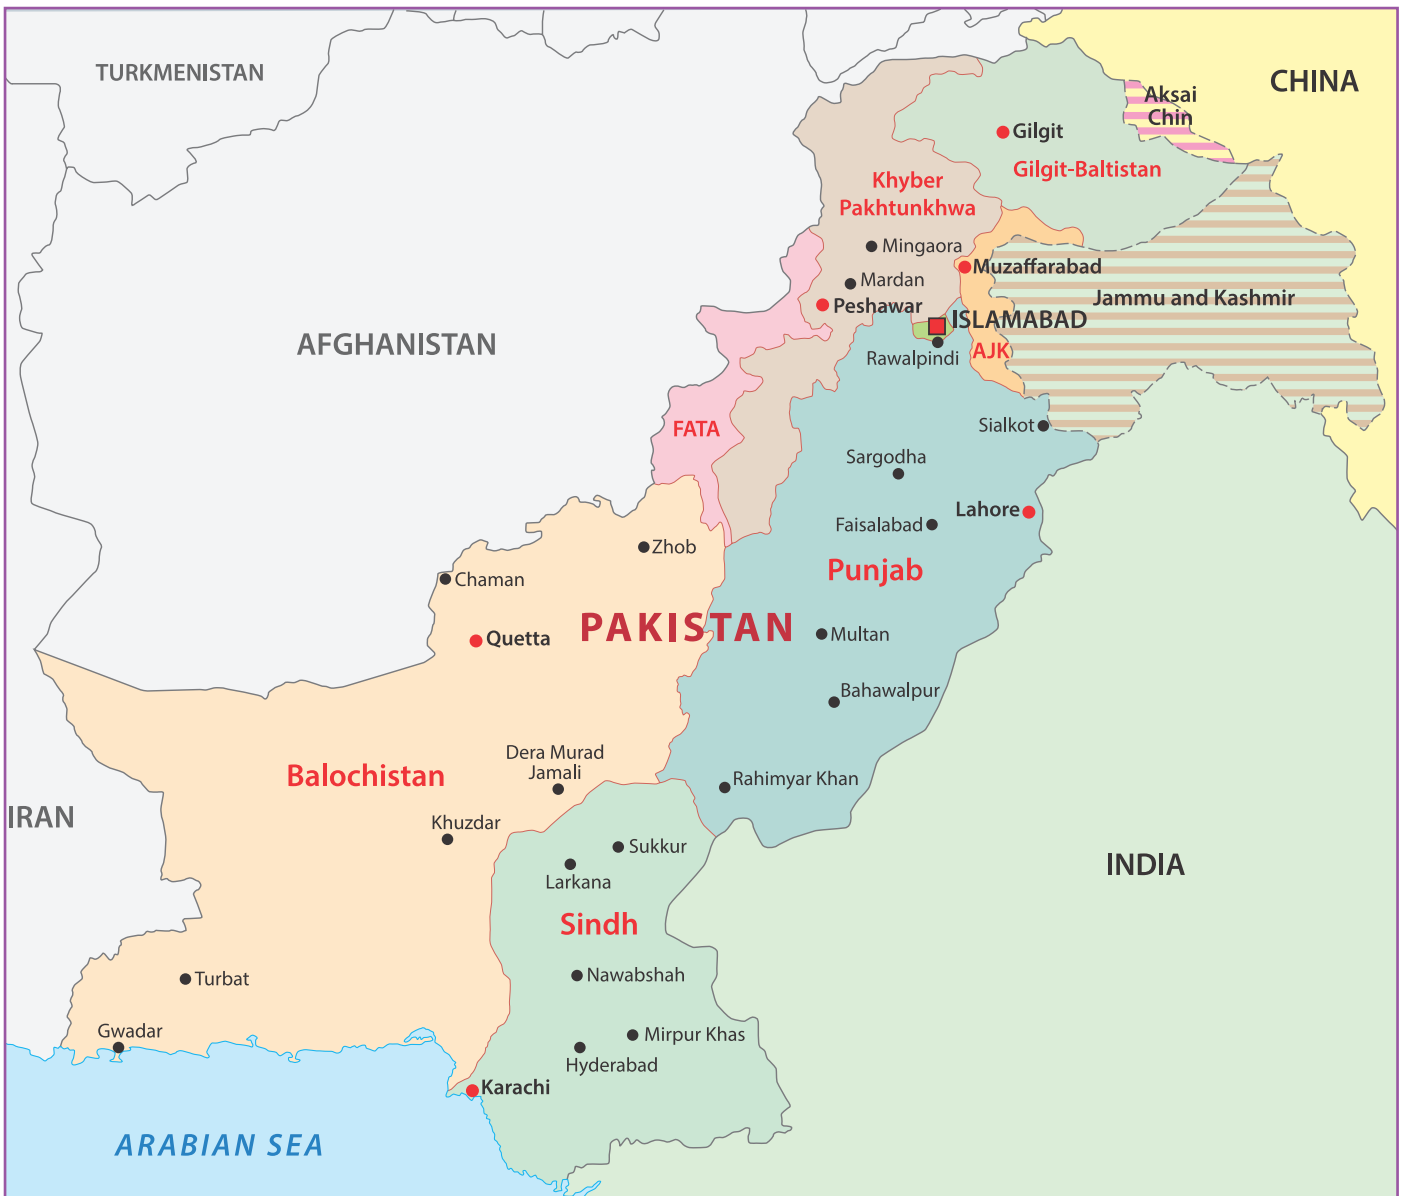 TURKMENISTAN
CHINA
Aksai
Chin
Gilgit
Gilgit-Baltistan
Khyber
Pakhtunkhwa
Mingaora
Muzaffarabad
Mardan
Jammu and Kashmir
Peshawar
ISLAMABAD
AFGHANISTAN
AJK
Rawalpindi
FATA
Sialkot
Sargodha
Lahore
Faisalabad
Zhob
Punjab
Chaman
PAKISTAN
Quetta
Multan
Bahawalpur
Dera Murad
Jamali
Balochistan
Rahimyar Khan
IRAN
Khuzdar
Sukkur
INDIA
Larkana
Sindh
Nawabshah
Turbat
Gwadar
Mirpur Khas
Hyderabad
Karachi
ARABIAN SEA